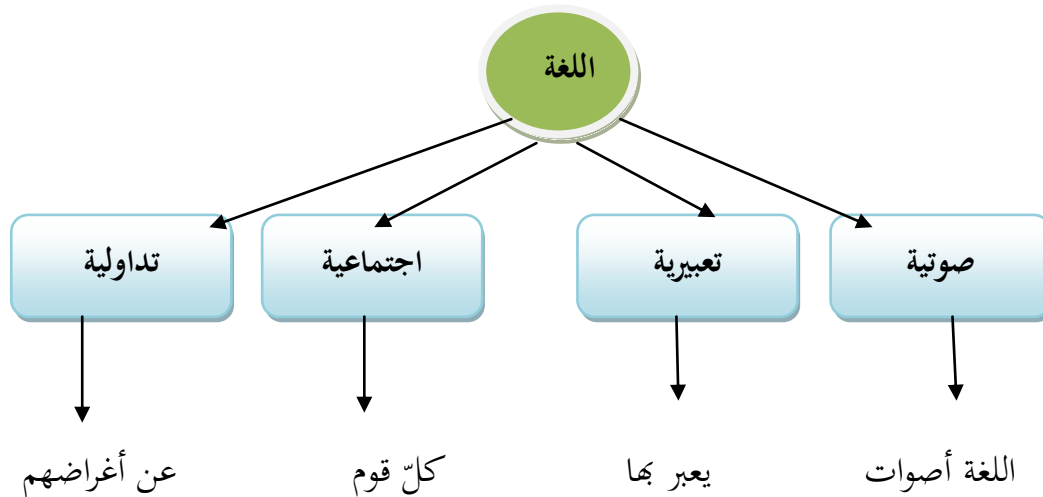 اللغة
صوتية
تعبيرية
اجتماعية
تداولية
اللغة أصوات
يعبر بها
كلّ قوم
عن أغراضهم